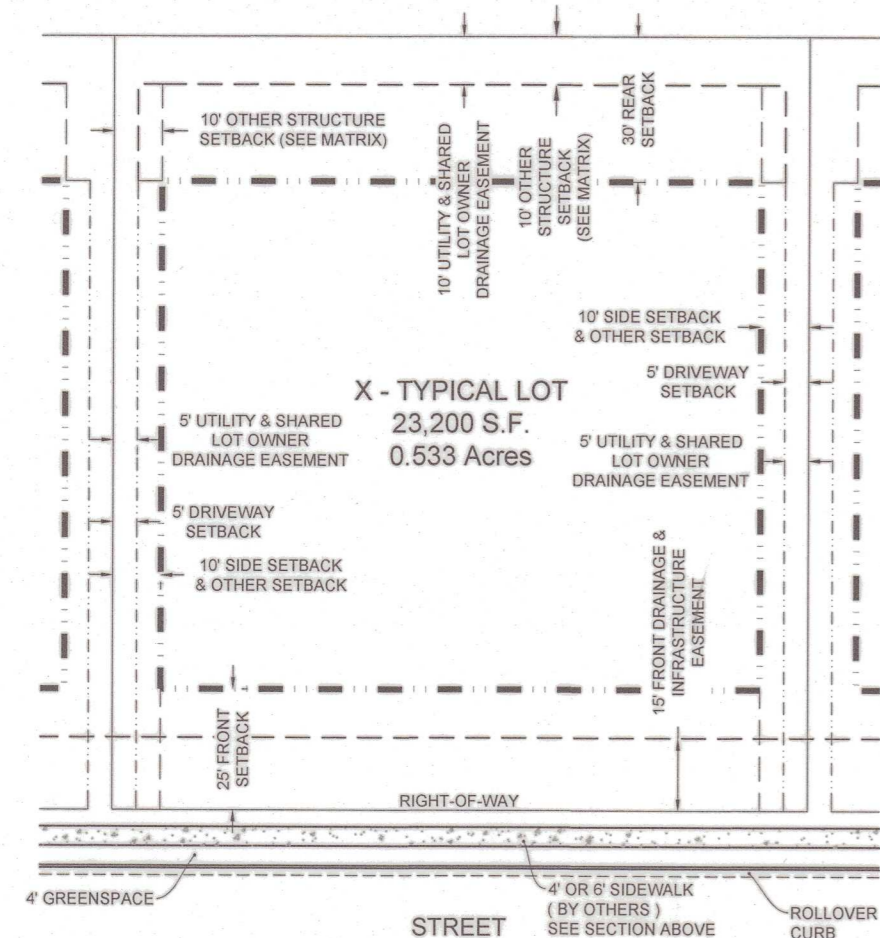 10' OTHER STRUCTURE
SETBACK (SEE MATRIX)
10' UTILITY & SHARED
LOT OWNER
DRAINAGE EASEMENT
10' OTHER
STRUCTURE
SETBACK
(SEE MATRIX)
30' REAR
SETBACK
10' SIDE SETBACK
& OTHER SETBACK
5' DRIVEWAY
SETBACK
X - TYPICAL LOT
23,200 S.F.
0.533 Acres
5' UTILITY & SHARED
LOT OWNER
DRAINAGE EASEMENT
5' UTILITY & SHARED
LOT OWNER
DRAINAGE EASEMENT
5' DRIVEWAY
SETBACK
10' SIDE SETBACK
& OTHER SETBACK
15' FRONT DRAINAGE &
INFRASTRUCTURE
EASEMENT
25' FRONT
SETBACK
RIGHT-OF-WAY
4' GREENSPACE
4' OR 6' SIDEWALK
( BY OTHERS )
SEE SECTION ABOVE
ROLLOVER
CURB
STREET